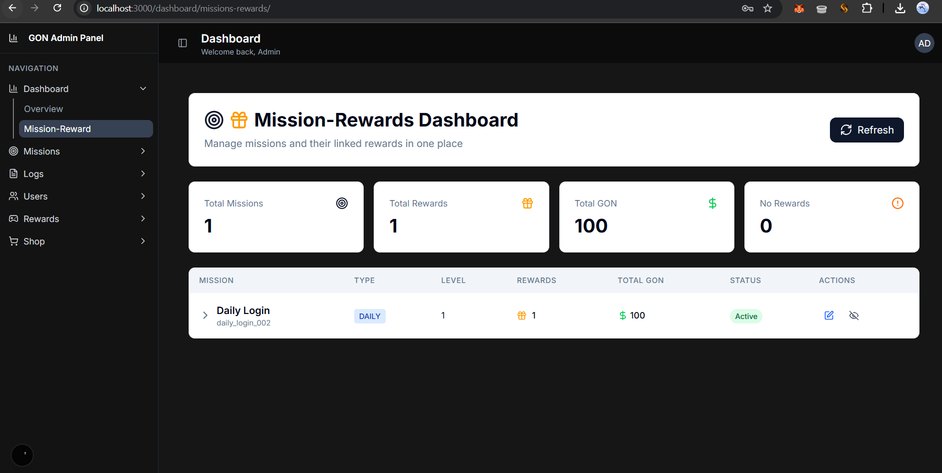 localhost:3000/dashboard/missions-rewards/
GON Admin Panel
NAVIGATION
Dashboard
Overview
Mission-Reward
Missions
Logs
Users
Rewards
Shop
Dashboard
Welcome back, Admin
AD
Mission-Rewards Dashboard
Manage missions and their linked rewards in one place
Refresh
Total Missions
1
Total Rewards
1
Total GON
100
No Rewards
0
MISSION TYPE LEVEL REWARDS TOTAL GON STATUS ACTIONS
Daily Login DAILY 1 1 $ 100 Active
daily_login_002